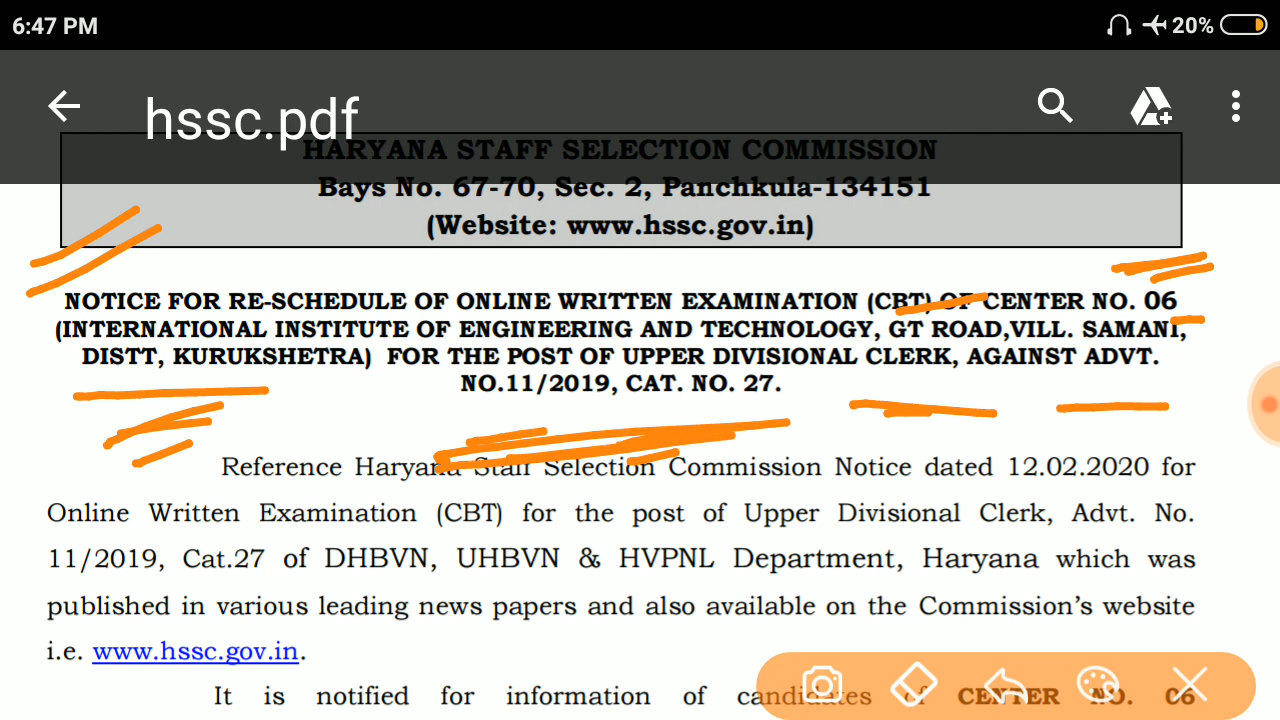 6:47 PM
20%
hssc.pdf
HARYANA STAFF SELECTION COMMISSION
Bays No. 67-70, Sec. 2, Panchkula-134151
(Website: www.hssc.gov.in)
NOTICE FOR RE-SCHEDULE OF ONLINE WRITTEN EXAMINATION (CBT) OF CENTER NO. 06
(INTERNATIONAL INSTITUTE OF ENGINEERING AND TECHNOLOGY, GT ROAD,VILL. SAMANI,
DISTT, KURUKSHETRA) FOR THE POST OF UPPER DIVISIONAL CLERK, AGAINST ADVT.
NO.11/2019, CAT. NO. 27.
Reference Haryana Staff Selection Commission Notice dated 12.02.2020 for
Online Written Examination (CBT) for the post of Upper Divisional Clerk, Advt. No.
11/2019, Cat.27 of DHBVN, UHBVN & HVPNL Department, Haryana which was
published in various leading news papers and also available on the Commission's website
i.e. www.hssc.gov.in.
It is notified for information of candidates of CENTER NO. 06